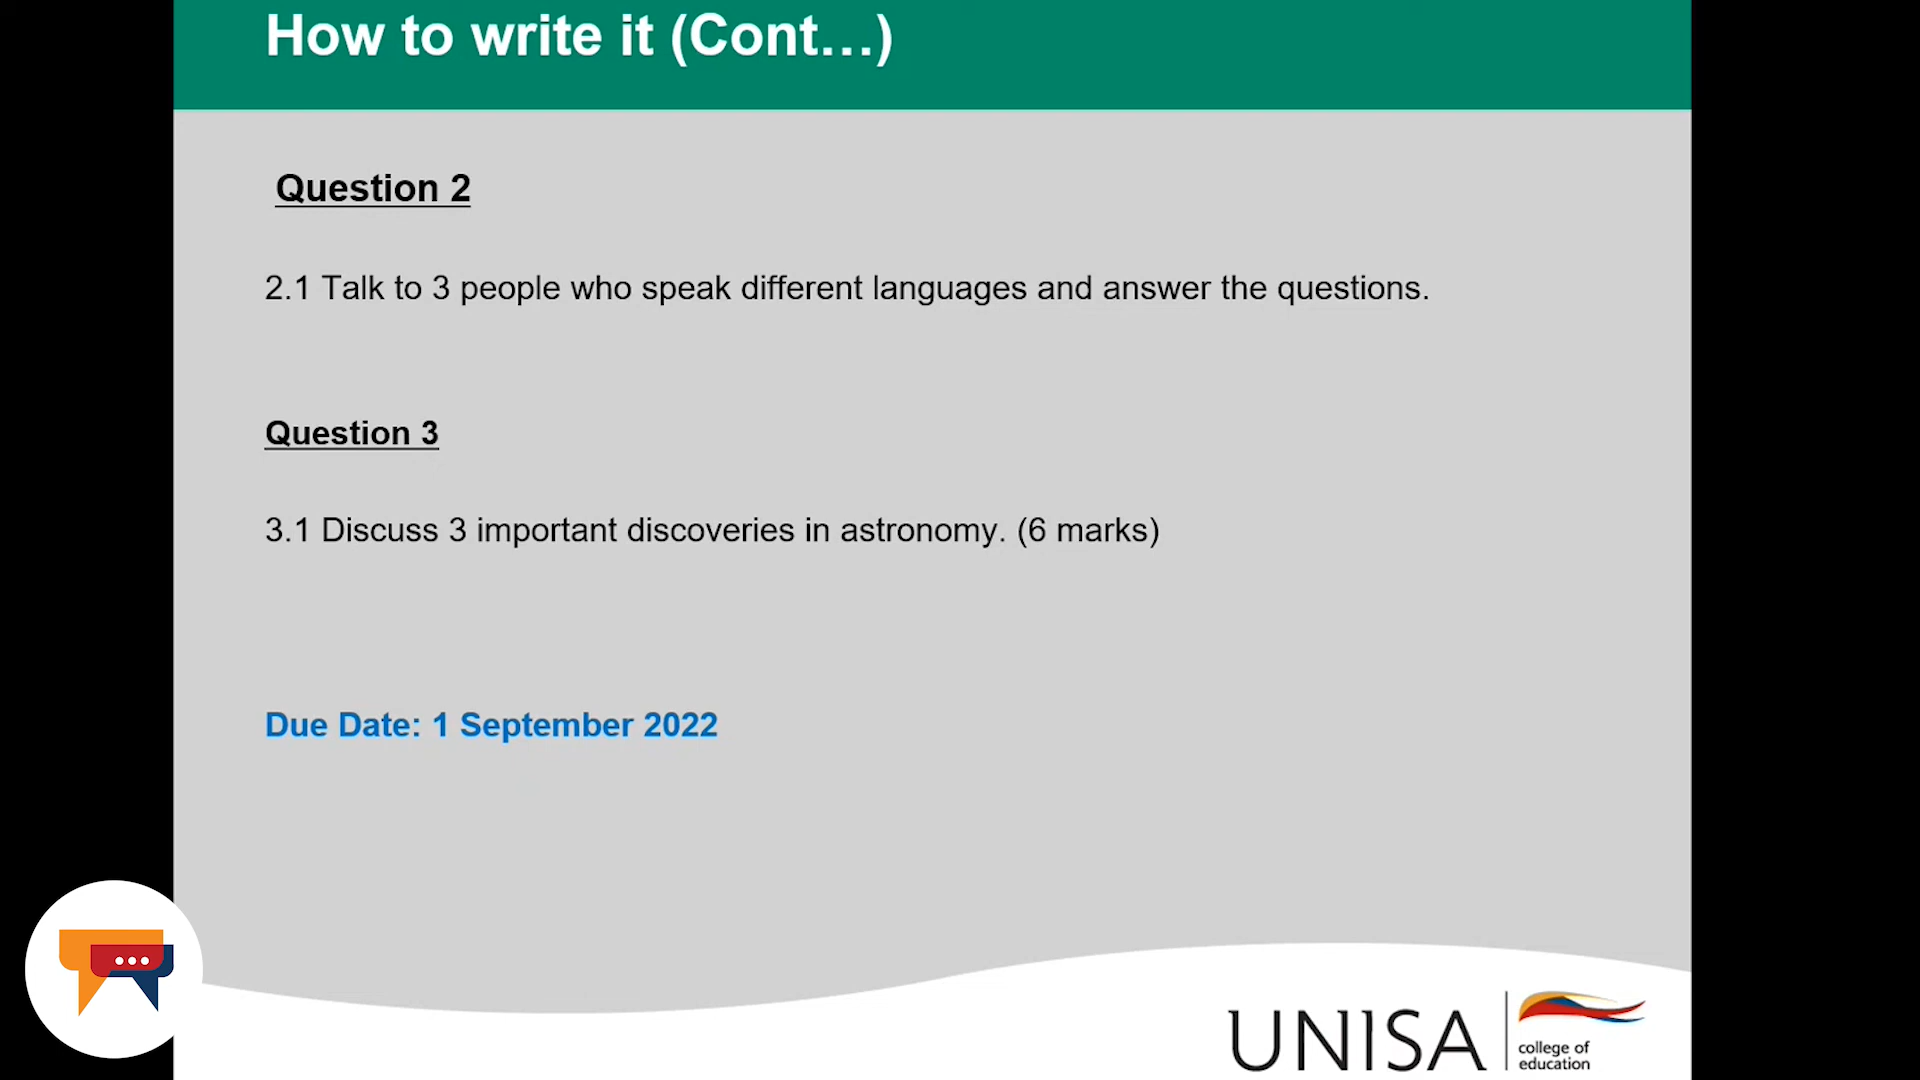 How to write it (Cont...)
Question 2
2.1 Talk to 3 people who speak different languages and answer the questions.
Question 3
3.1 Discuss 3 important discoveries in astronomy. (6 marks)
Due Date: 1 September 2022
UNISA
college of
education